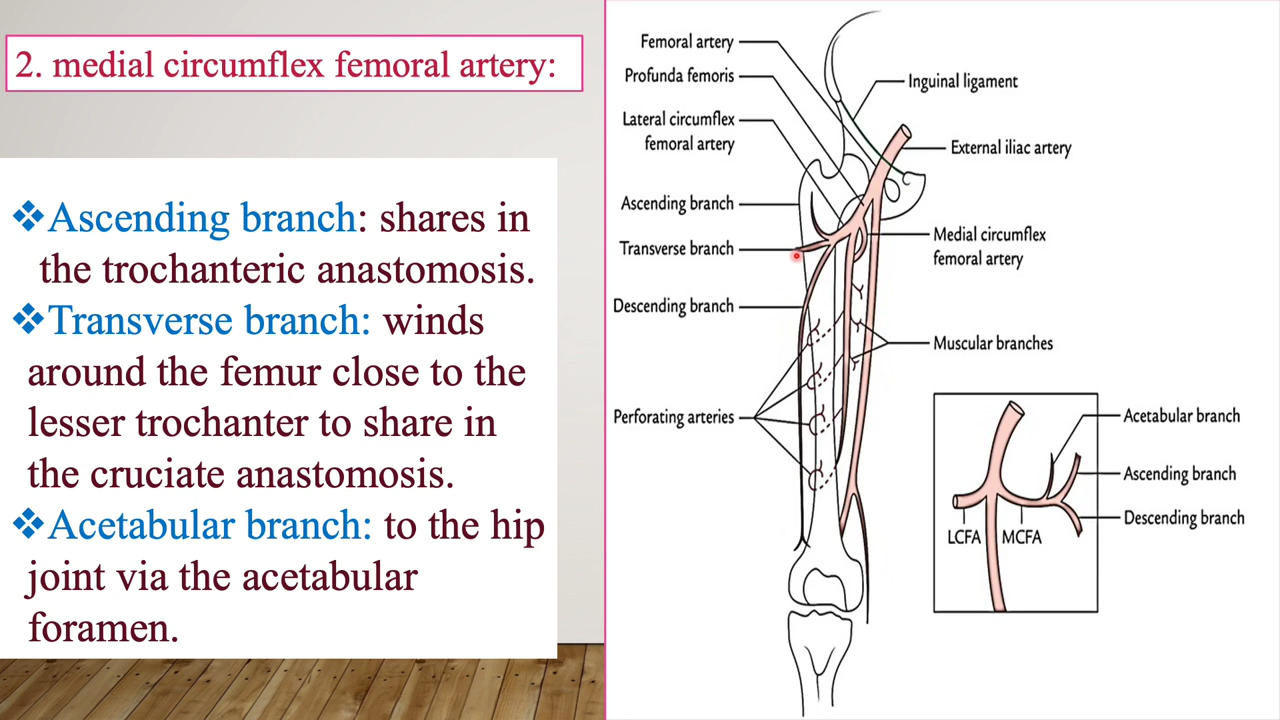 2. medial circumflex femoral artery:
❖Ascending branch: shares in
the trochanteric anastomosis.
❖Transverse branch: winds
around the femur close to the
lesser trochanter to share in
the cruciate anastomosis.
❖Acetabular branch: to the hip
joint via the acetabular
foramen.
Femoral artery
Profunda femoris
Lateral circumflex
femoral artery
Ascending branch
Transverse branch
Descending branch
Perforating arteries
Inguinal ligament
External iliac artery
Medial circumflex
femoral artery
Muscular branches
Acetabular branch
Ascending branch
Descending branch
LCFA
MCFA